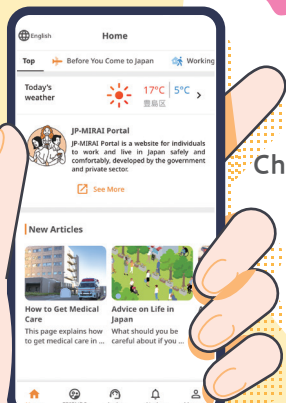 English
Home
Top
Before You Come to Japan
Working
Today's
weather
17°C
5°C
豊島区
JP-MIRAI Portal
JP-MIRAI Portal is a website for individuals
to work and live in Japan safely and
comfortably, developed by the government
and private sector.
See More
Ch
New Articles
How to Get Medical
Care
This page explains how
to get medical care in ...
Advice on Life in
Japan
What should you be
careful about if you ...